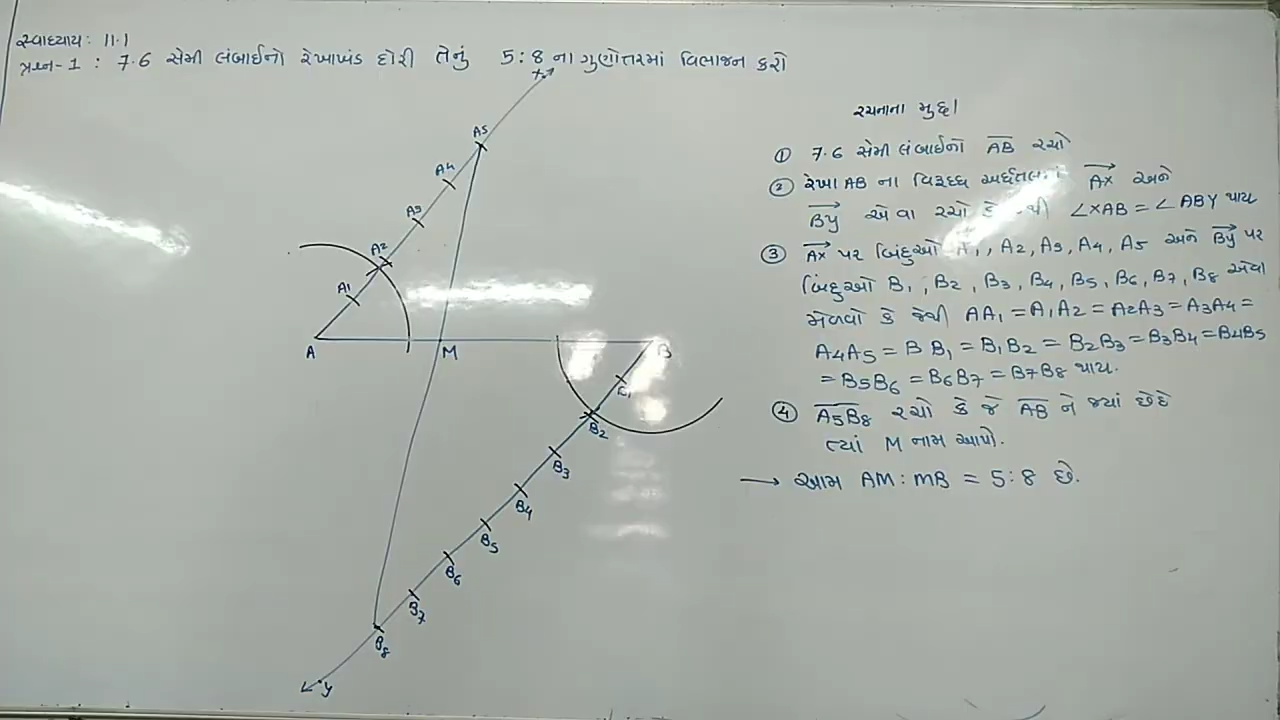 સ્વાધ્યાય: 11.1
પ્રશ્ન-1 : 7.6 સેમી લંબાઈનો રેખાખંડ દોરી તેનું 5:8 ના ગુણોત્તરમાં વિભાજન કરો
X
A5
A4
A3
A2
A1
A
M
B
B1
B2
B3
B4
B5
B6
B7
B8
Y
રચનાના મુદ્દા
① 7.6 સેમી લંબાઈનો AB રચો
② રેખા AB ના વિરૂધ્ધ AX અને
BY એવા રચો ∠XAB = ∠ABY થાય
③ AX પર બિંદુઓ A1, A2, A3, A4, A5 અને BY પર
બિંદુઓ B1, B2, B3, B4, B5, B6, B7, B8 એવા
મેળવો કે જેથી AA1 = A1A2 = A2A3 = A3A4 =
A4A5 = BB1 = B1B2 = B2B3 = B3B4 = B4B5
= B5B6 = B6B7 = B7B8 થાય.
④ A5B8 રચો કે જે AB ને જ્યાં છેદે
ત્યાં M નામ આપો.
→ આમ AM : MB = 5:8 છે.